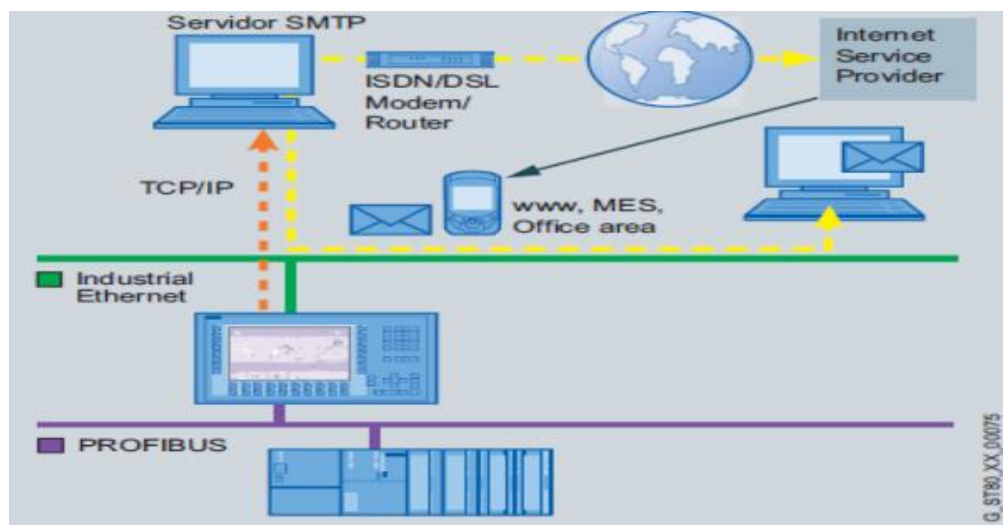 Servidor SMTP
ISDN/DSL
Modem/
Router
Internet
Service
Provider
TCP/IP
www, MES,
Office area
Industrial
Ethernet
PROFIBUS
G_ST80_XX_00075